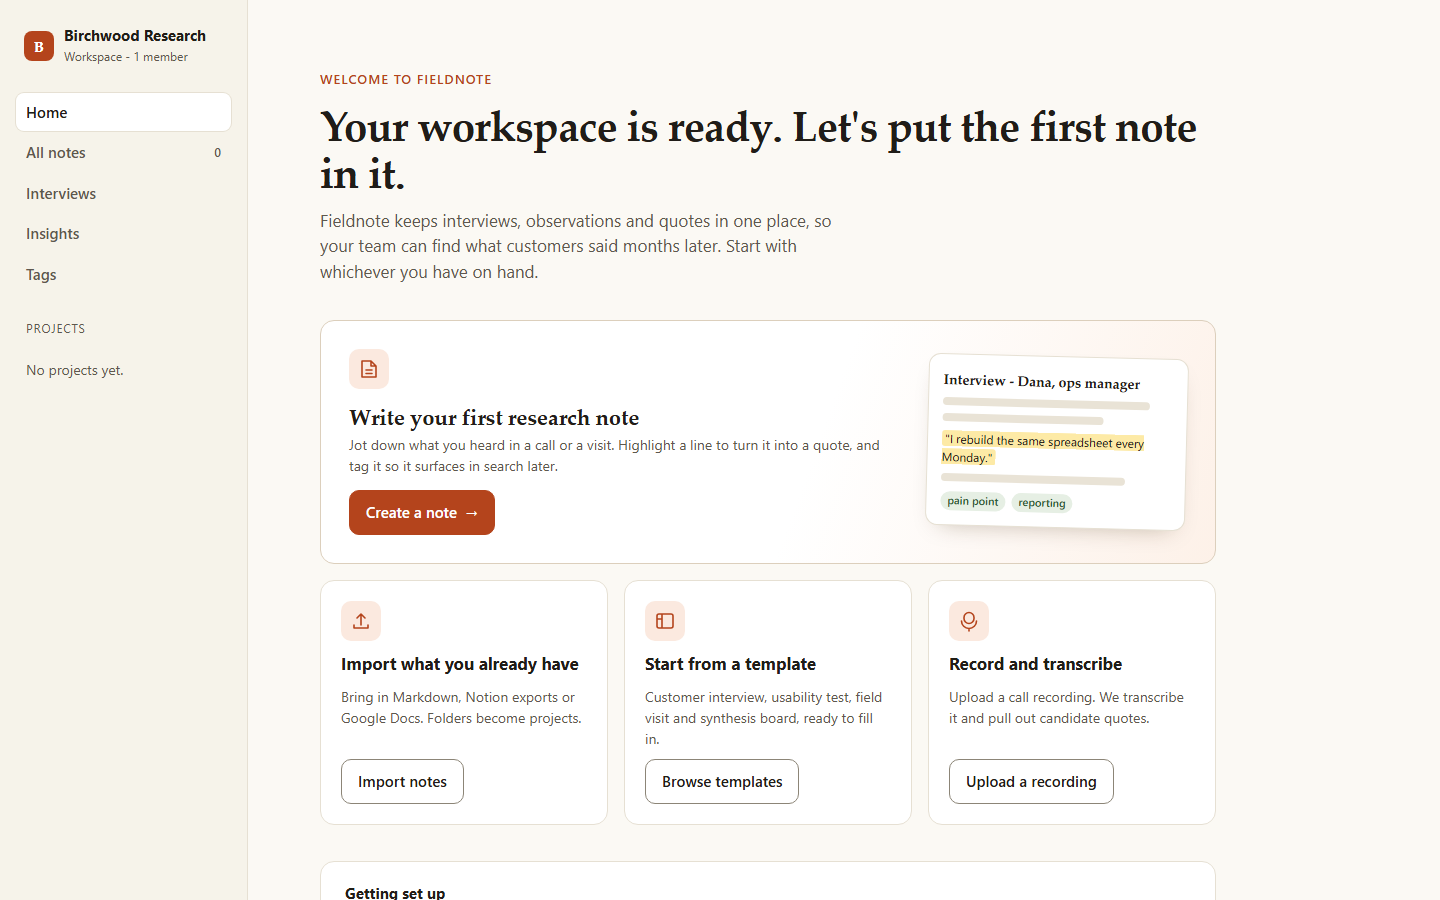 B
Birchwood Research
Workspace - 1 member
Home
All notes 0
Interviews
Insights
Tags
PROJECTS
No projects yet.
WELCOME TO FIELDNOTE
Your workspace is ready. Let's put the first note
in it.
Fieldnote keeps interviews, observations and quotes in one place, so
your team can find what customers said months later. Start with
whichever you have on hand.
Write your first research note
Jot down what you heard in a call or a visit. Highlight a line to turn it into a quote, and
tag it so it surfaces in search later.
Create a note →
Interview - Dana, ops manager
"I rebuild the same spreadsheet every
Monday."
pain point reporting
Import what you already have
Bring in Markdown, Notion exports or
Google Docs. Folders become projects.
Import notes
Start from a template
Customer interview, usability test, field
visit and synthesis board, ready to fill
in.
Browse templates
Record and transcribe
Upload a call recording. We transcribe
it and pull out candidate quotes.
Upload a recording
Getting set up